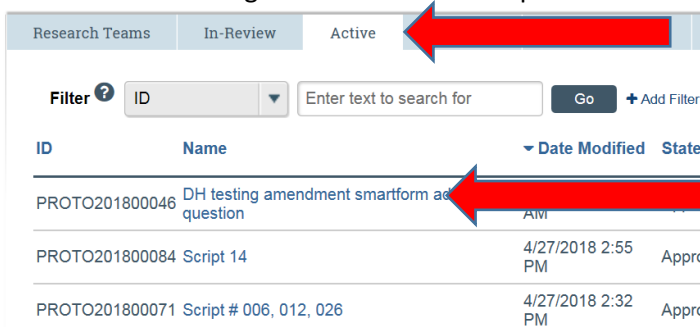 Research Teams In-Review Active
Filter ? ID Enter text to search for Go + Add Filter
ID Name Date Modified State
PROTO201800046 DH testing amendment smartform
question AM
PROTO201800084 Script 14 4/27/2018 2:55
PM
PROTO201800071 Script # 006, 012, 026 4/27/2018 2:32
PM